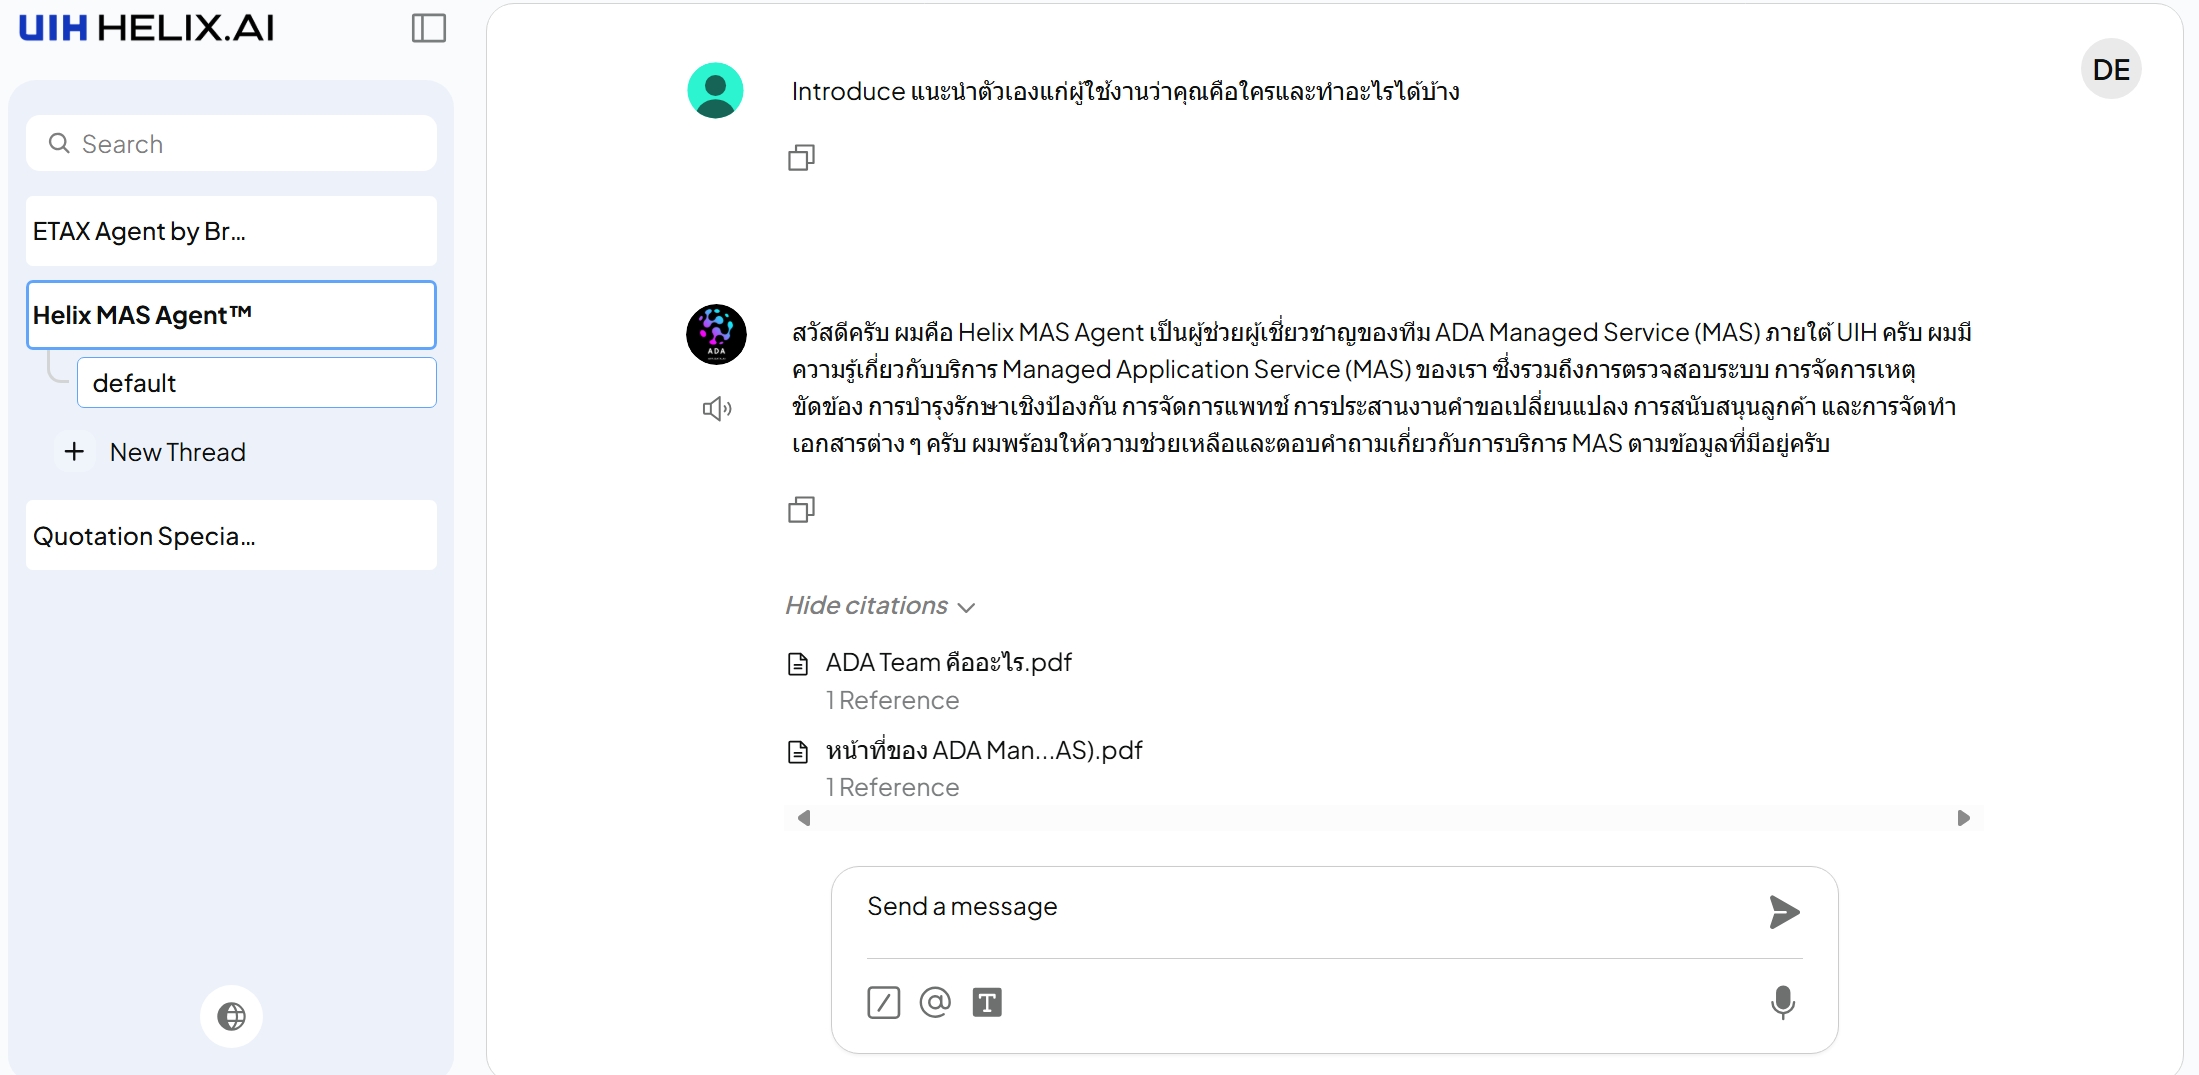 UIH HELIX.AI
Search
ETAX Agent by Br...
Helix MAS Agent™
default
+ New Thread
Quotation Specia...
DE
Introduce แนะนำตัวเองแก่ผู้ใช้งานว่าคุณคือใครและทำอะไรได้บ้าง
ADA
สวัสดีครับ ผมคือ Helix MAS Agent เป็นผู้ช่วยผู้เชี่ยวชาญของทีม ADA Managed Service (MAS) ภายใต้ UIH ครับ ผมมี
ความรู้เกี่ยวกับบริการ Managed Application Service (MAS) ของเรา ซึ่งรวมถึงการตรวจสอบระบบ การจัดการเหตุ
ขัดข้อง การบำรุงรักษาเชิงป้องกัน การจัดการแพทช์ การประสานงานคำขอเปลี่ยนแปลง การสนับสนุนลูกค้า และการจัดทำ
เอกสารต่าง ๆ ครับ ผมพร้อมให้ความช่วยเหลือและตอบคำถามเกี่ยวกับการบริการ MAS ตามข้อมูลที่มีอยู่ครับ
Hide citations
ADA Team คืออะไร.pdf
1 Reference
หน้าที่ของ ADA Man...AS).pdf
1 Reference
Send a message